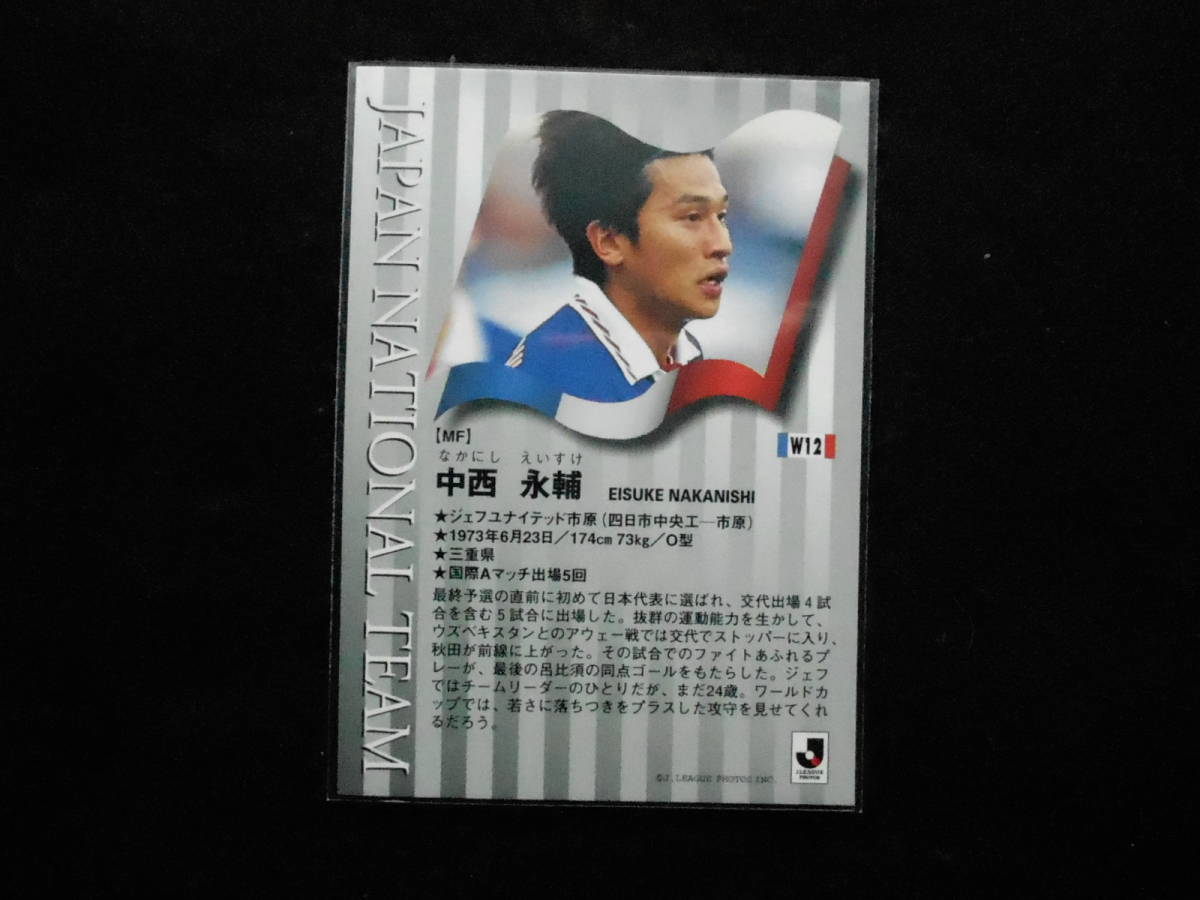 JAPAN NATIONAL TEAM
【MF】
W12
なかにし えいすけ
中西 永輔 EISUKE NAKANISHI
★ジェフユナイテッド市原（四日市中央工―市原）
★1973年6月23日／174cm 73kg／O型
★三重県
★国際Aマッチ出場5回
最終予選の直前に初めて日本代表に選ばれ、交代出場４試
合を含む５試合に出場した。抜群の運動能力を生かして、
ウズベキスタンとのアウェー戦では交代でストッパーに入り、
秋田が前線に上がった。その試合でのファイトあふれるプ
レーが、最後の呂比須の同点ゴールをもたらした。ジェフ
ではチームリーダーのひとりだが、まだ24歳。ワールドカ
ップでは、若さに落ちつきをプラスした攻守を見せてくれ
るだろう。
J.LEAGUE
PHOTOS
©J.LEAGUE PHOTOS INC.